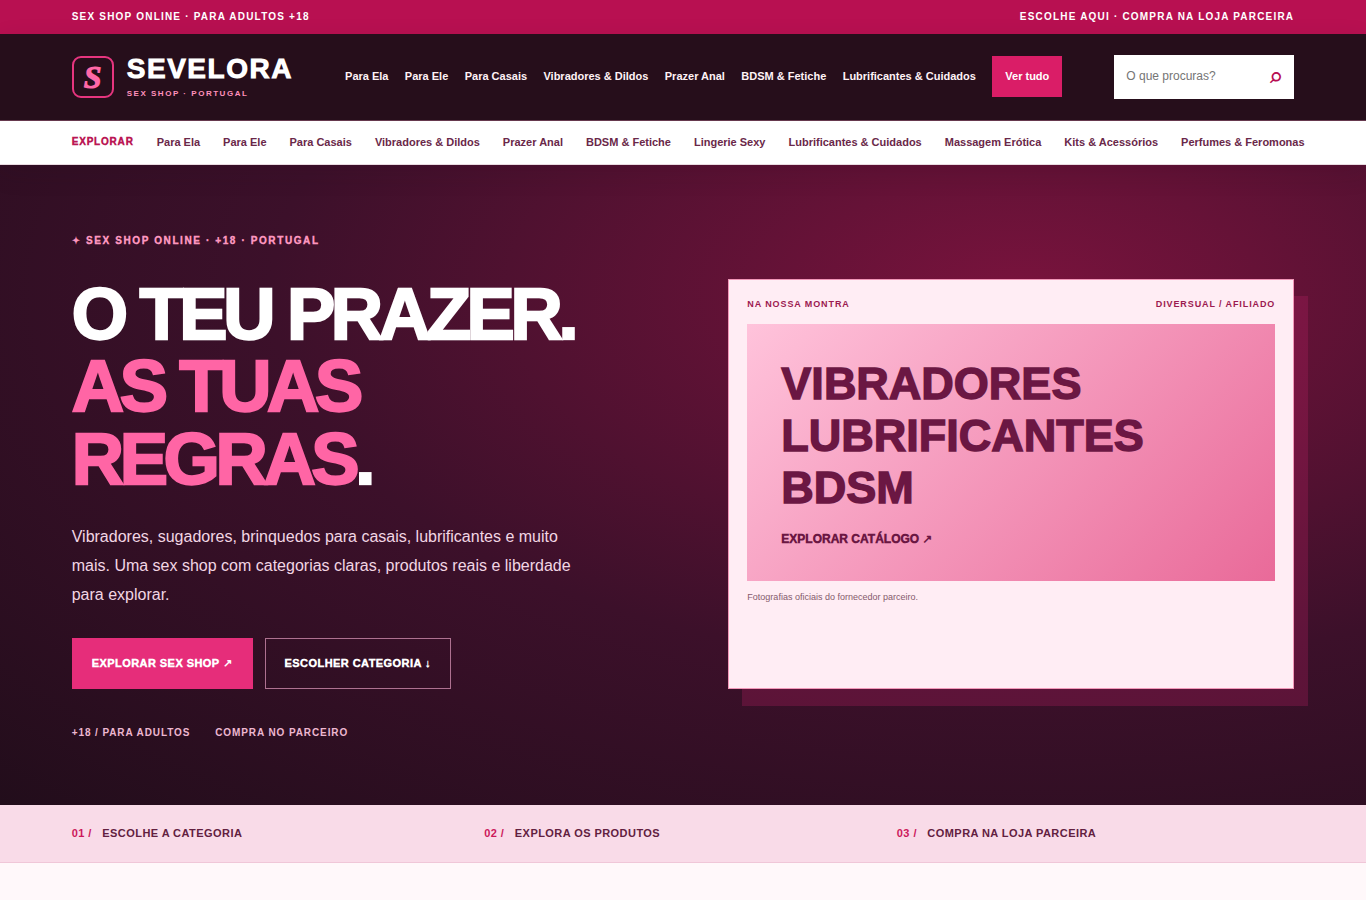 SEX SHOP ONLINE · PARA ADULTOS +18
ESCOLHE AQUI · COMPRA NA LOJA PARCEIRA
S SEVELORA
SEX SHOP · PORTUGAL
Para Ela Para Ele Para Casais Vibradores & Dildos Prazer Anal BDSM & Fetiche Lubrificantes & Cuidados Ver tudo
O que procuras?
EXPLORAR Para Ela Para Ele Para Casais Vibradores & Dildos Prazer Anal BDSM & Fetiche Lingerie Sexy Lubrificantes & Cuidados Massagem Erótica Kits & Acessórios Perfumes & Feromonas
✦ SEX SHOP ONLINE · +18 · PORTUGAL
O TEU PRAZER.
AS TUAS
REGRAS.
Vibradores, sugadores, brinquedos para casais, lubrificantes e muito
mais. Uma sex shop com categorias claras, produtos reais e liberdade
para explorar.
EXPLORAR SEX SHOP ↗
ESCOLHER CATEGORIA ↓
+18 / PARA ADULTOS COMPRA NO PARCEIRO
NA NOSSA MONTRA
DIVERSUAL / AFILIADO
VIBRADORES
LUBRIFICANTES
BDSM
EXPLORAR CATÁLOGO ↗
Fotografias oficiais do fornecedor parceiro.
01 / ESCOLHE A CATEGORIA
02 / EXPLORA OS PRODUTOS
03 / COMPRA NA LOJA PARCEIRA